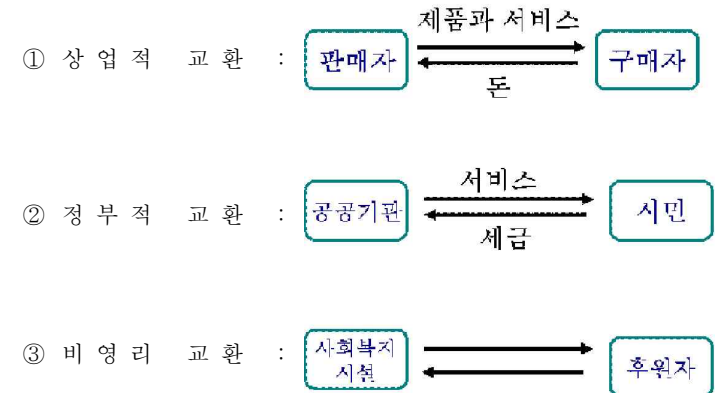 제품과 서비스
① 상 업 적 교 환 : 판매자 구매자
돈
서비스
② 정 부 적 교 환 : 공공기관 시민
세금
③ 비 영 리 교 환 : 사회복지 시설 후원자